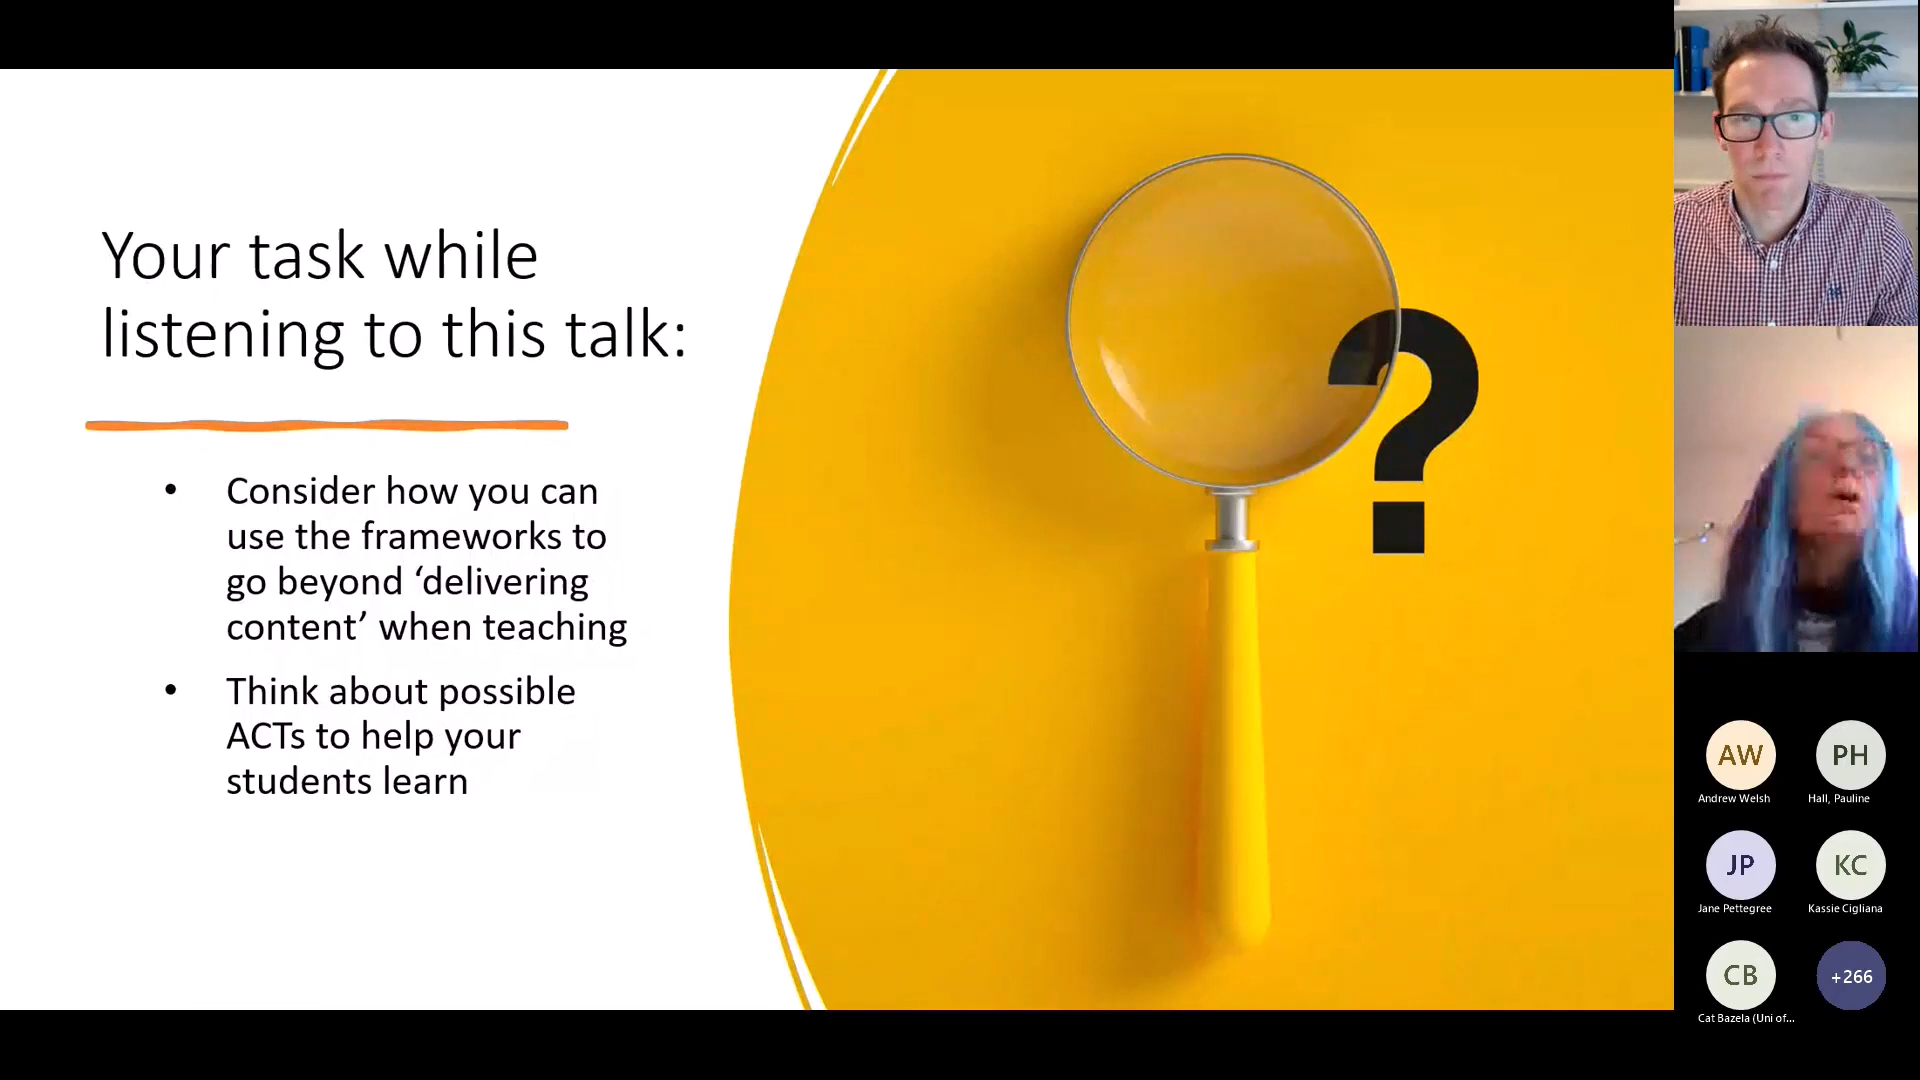 Your task while
listening to this talk:
• Consider how you can
use the frameworks to
go beyond ‘delivering
content’ when teaching
• Think about possible
ACTs to help your
students learn
?
AW
Andrew Welsh
PH
Hall, Pauline
JP
Jane Pettegree
KC
Kassie Cigliana
CB
Cat Bazela (Uni of...
+266